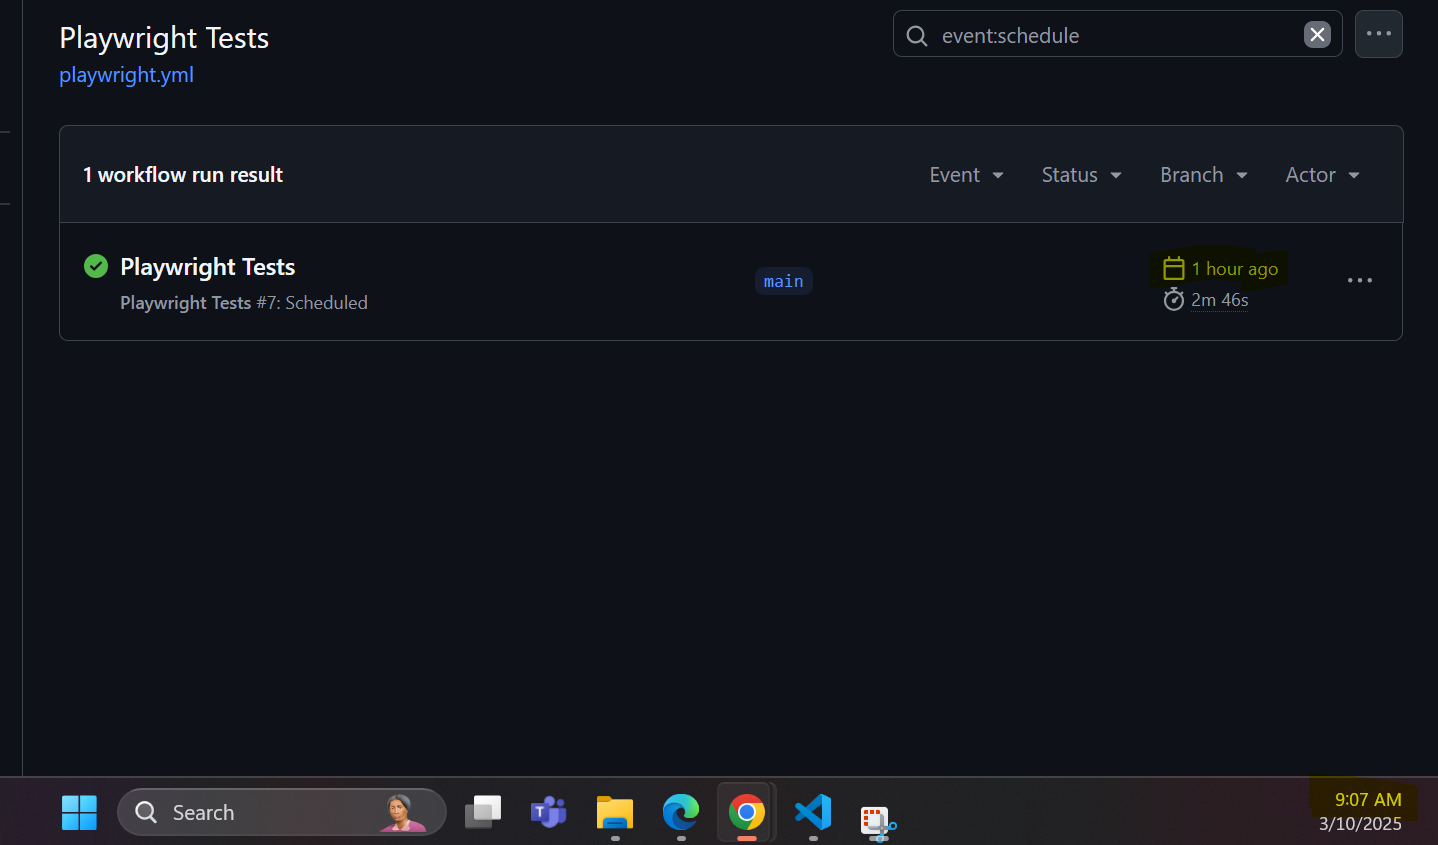 Playwright Tests
playwright.yml
event:schedule
1 workflow run result
Event
Status
Branch
Actor
Playwright Tests
Playwright Tests #7: Scheduled
main
1 hour ago
2m 46s
Search
T
9:07 AM
3/10/2025